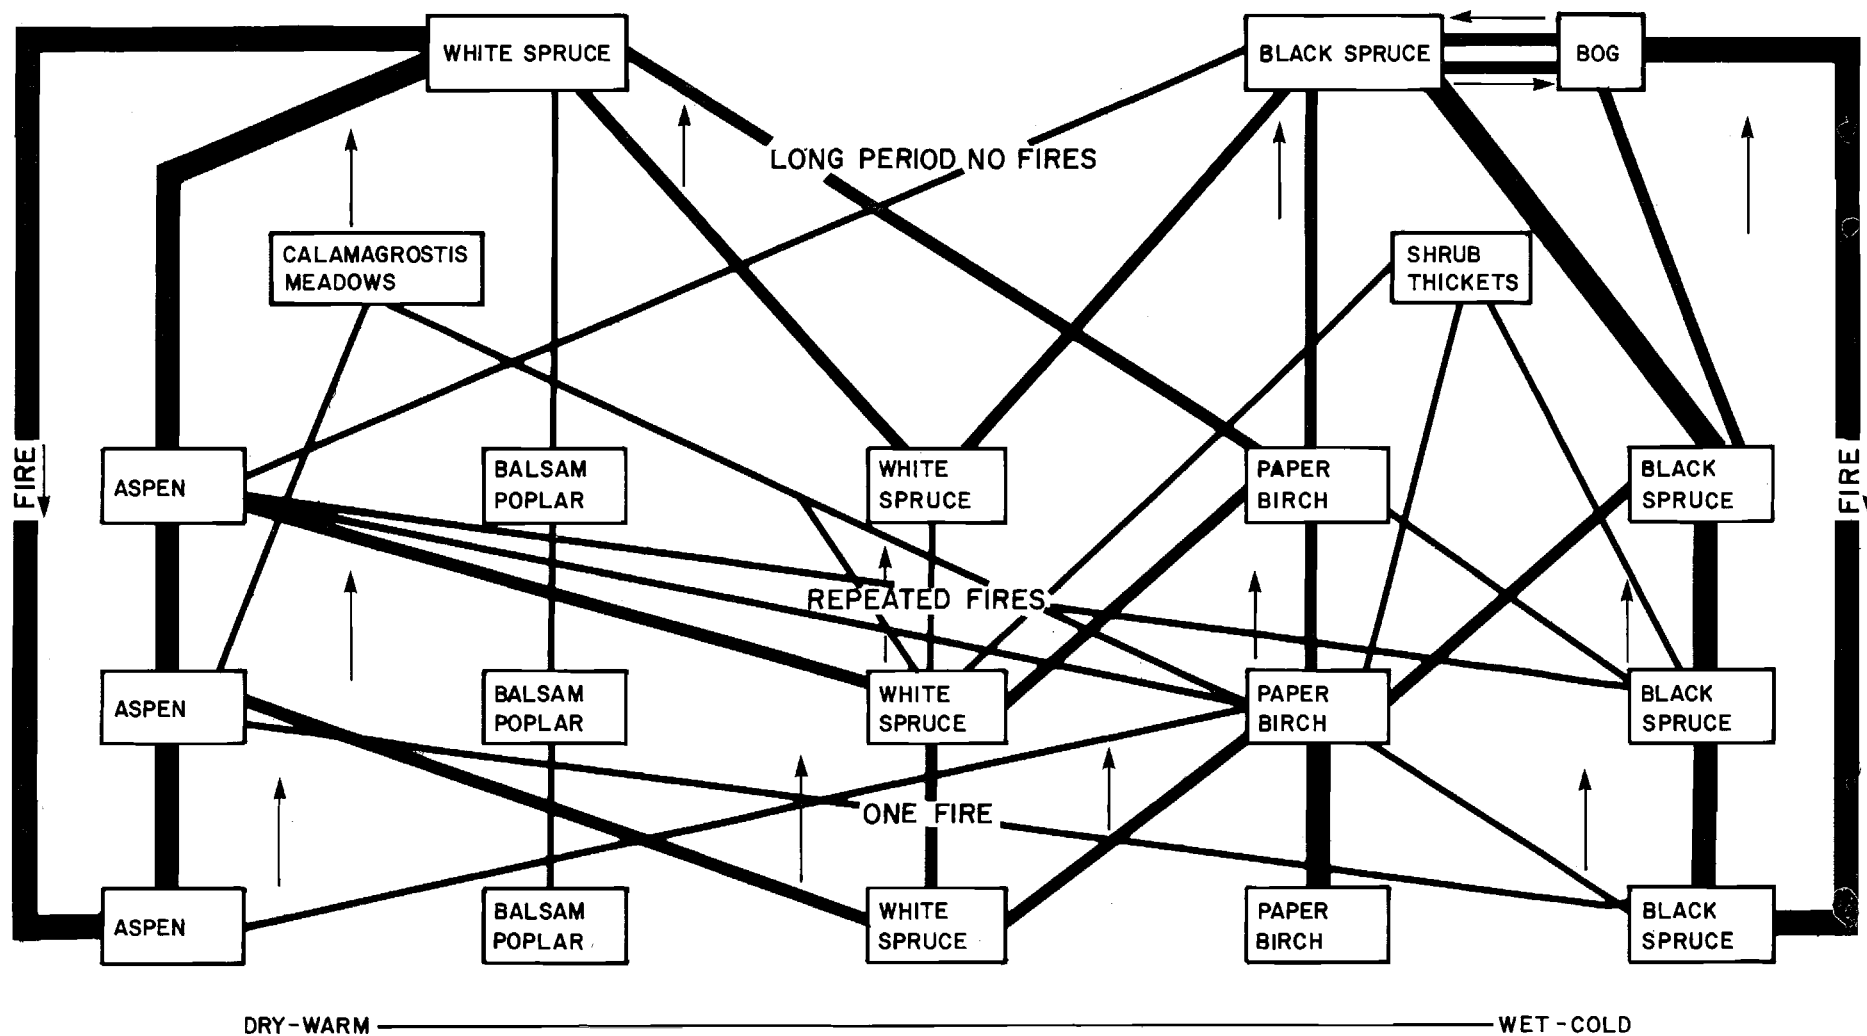 WHITE SPRUCE
BLACK SPRUCE
BOG
LONG PERIOD NO FIRES
CALAMAGROSTIS
MEADOWS
SHRUB
THICKETS
FIRE
ASPEN
BALSAM
POPLAR
WHITE
SPRUCE
PAPER
BIRCH
BLACK
SPRUCE
FIRE
REPEATED FIRES
ASPEN
BALSAM
POPLAR
WHITE
SPRUCE
PAPER
BIRCH
BLACK
SPRUCE
ONE FIRE
ASPEN
BALSAM
POPLAR
WHITE
SPRUCE
PAPER
BIRCH
BLACK
SPRUCE
DRY-WARM
WET-COLD